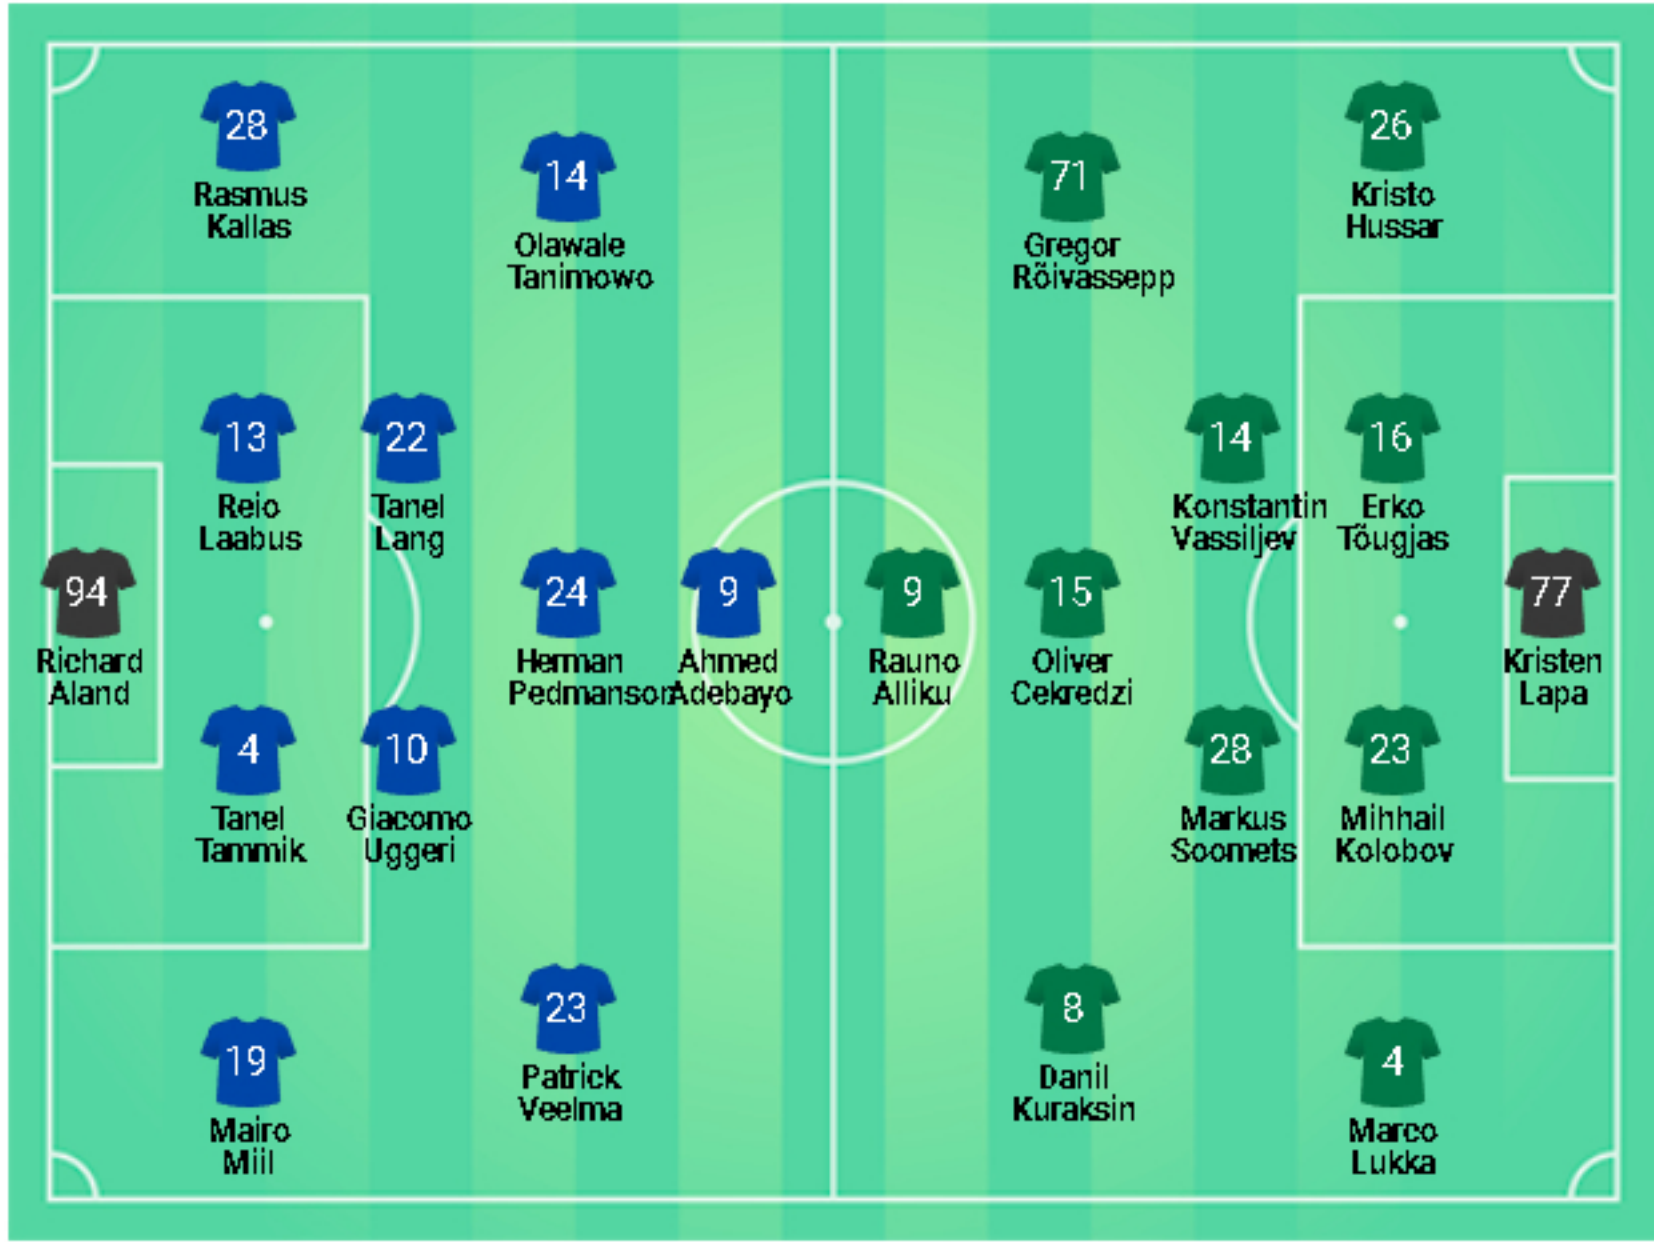 28
Rasmus
Kallas
14
Olawale
Tanimowo
71
Gregor
Rõivassepp
26
Kristo
Hussar
13
Reio
Laabus
22
Tanel
Lang
14
Konstantin
Vassiljev
16
Erko
Tõugjas
94
Richard
Aland
24
Herman
Pedmanson
9
Ahmed
Adebayo
9
Rauno
Alliku
15
Oliver
Cekredzi
77
Kristen
Lapa
4
Tanel
Tammik
10
Giacomo
Uggeri
28
Markus
Soomets
23
Mihhail
Kolobov
19
Mairo
Miil
23
Patrick
Veelma
8
Danil
Kuraksin
4
Marco
Lukka